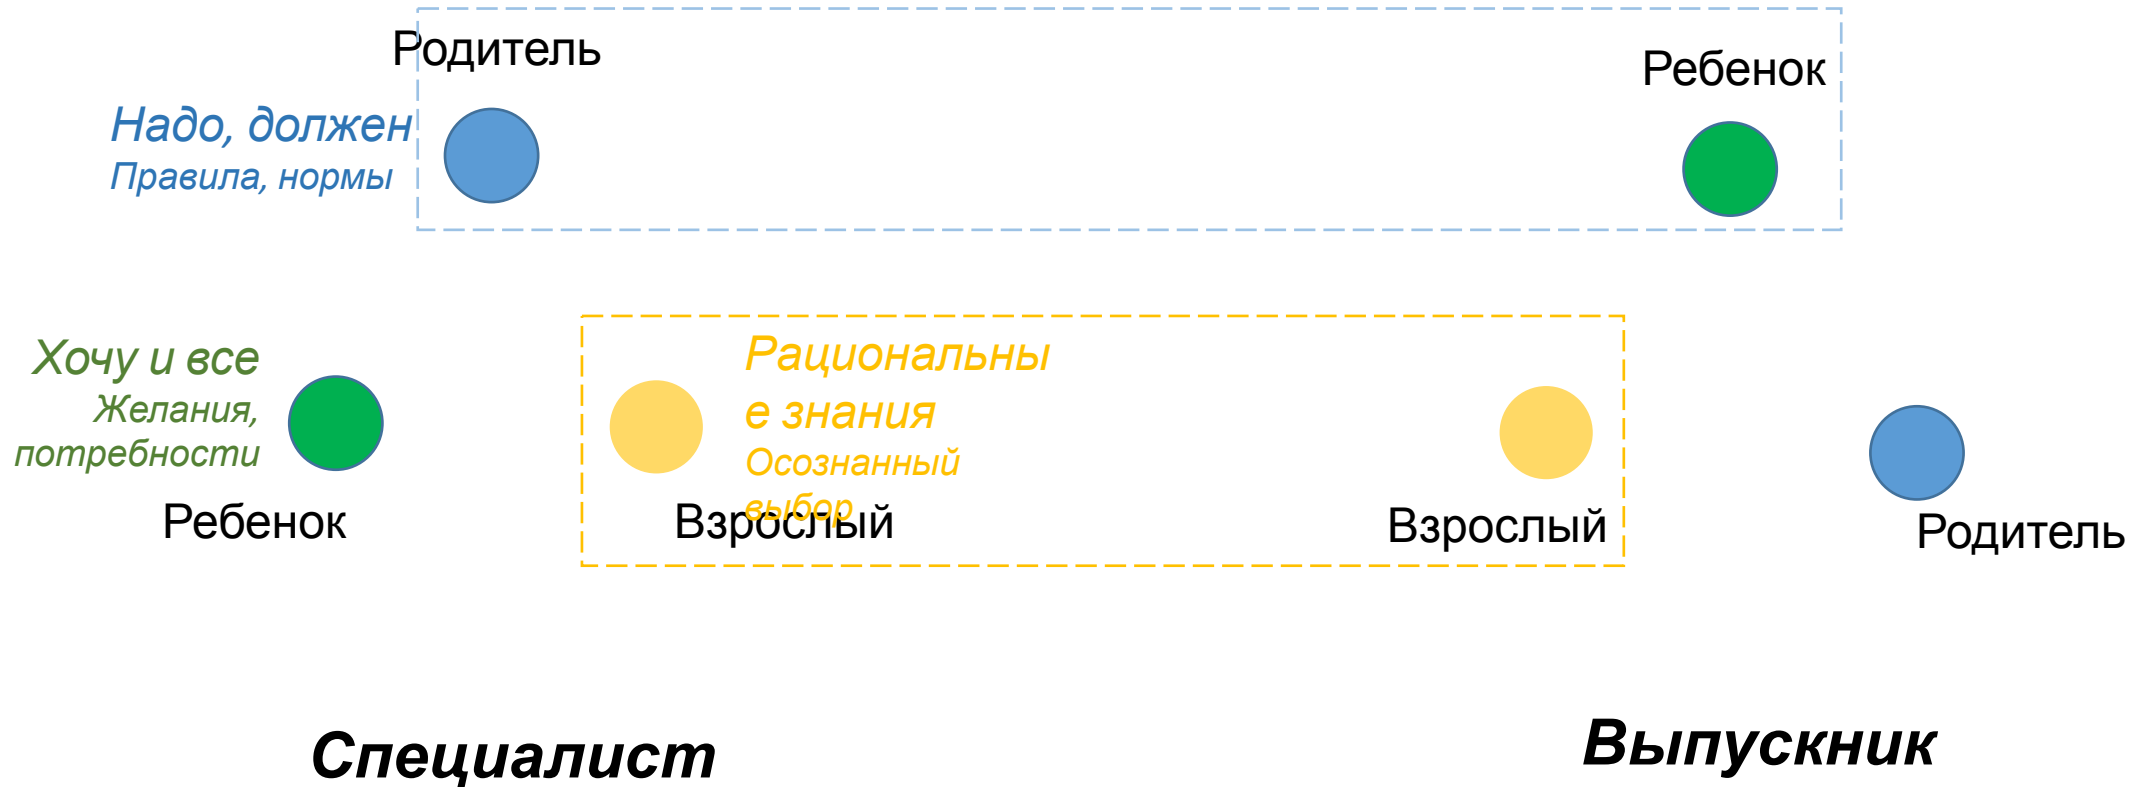 Родитель
Ребенок
Надо, должен
Правила, нормы
Хочу и все
Желания,
потребности
Ребенок
Рациональны
е знания
Осознанный
выбор
Взрослый
Взрослый
Родитель
Специалист
Выпускник